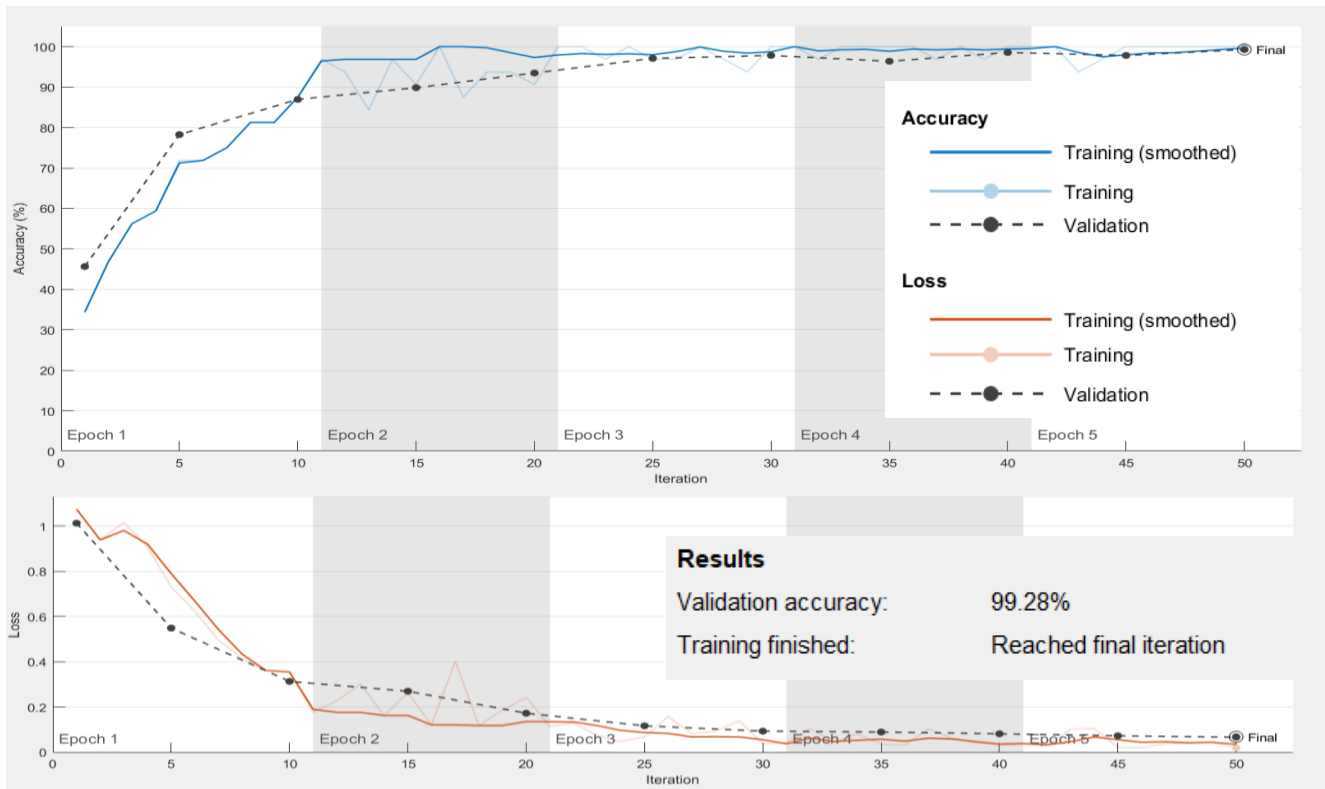 100
90
80
70
60
50
40
30
20
10
0
Accuracy (%)
Final
Accuracy
Training (smoothed)
Training
Validation
Loss
Training (smoothed)
Training
Validation
Epoch 1 Epoch 2 Epoch 3 Epoch 4 Epoch 5
0 5 10 15 20 25 30 35 40 45 50
Iteration
1
0.8
0.6
0.4
0.2
0
Loss
Results
Validation accuracy: 99.28%
Training finished: Reached final iteration
Final
Epoch 1 Epoch 2 Epoch 3 Epoch 4 Epoch 5
0 5 10 15 20 25 30 35 40 45 50
Iteration